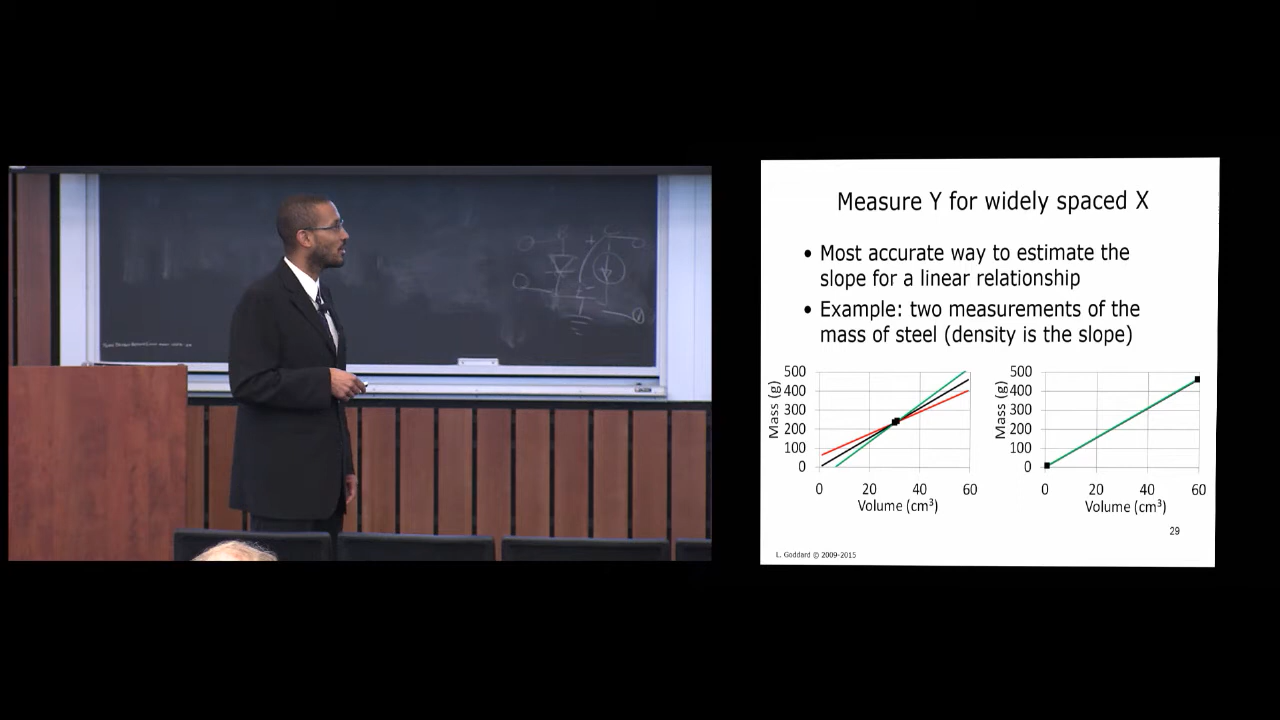 Measure Y for widely spaced X
• Most accurate way to estimate the
slope for a linear relationship
• Example: two measurements of the
mass of steel (density is the slope)
Mass (g)
500
400
300
200
100
0
0 20 40 60
Volume (cm³)
Mass (g)
500
400
300
200
100
0
0 20 40 60
Volume (cm³)
29
L. Goddard © 2009-2015